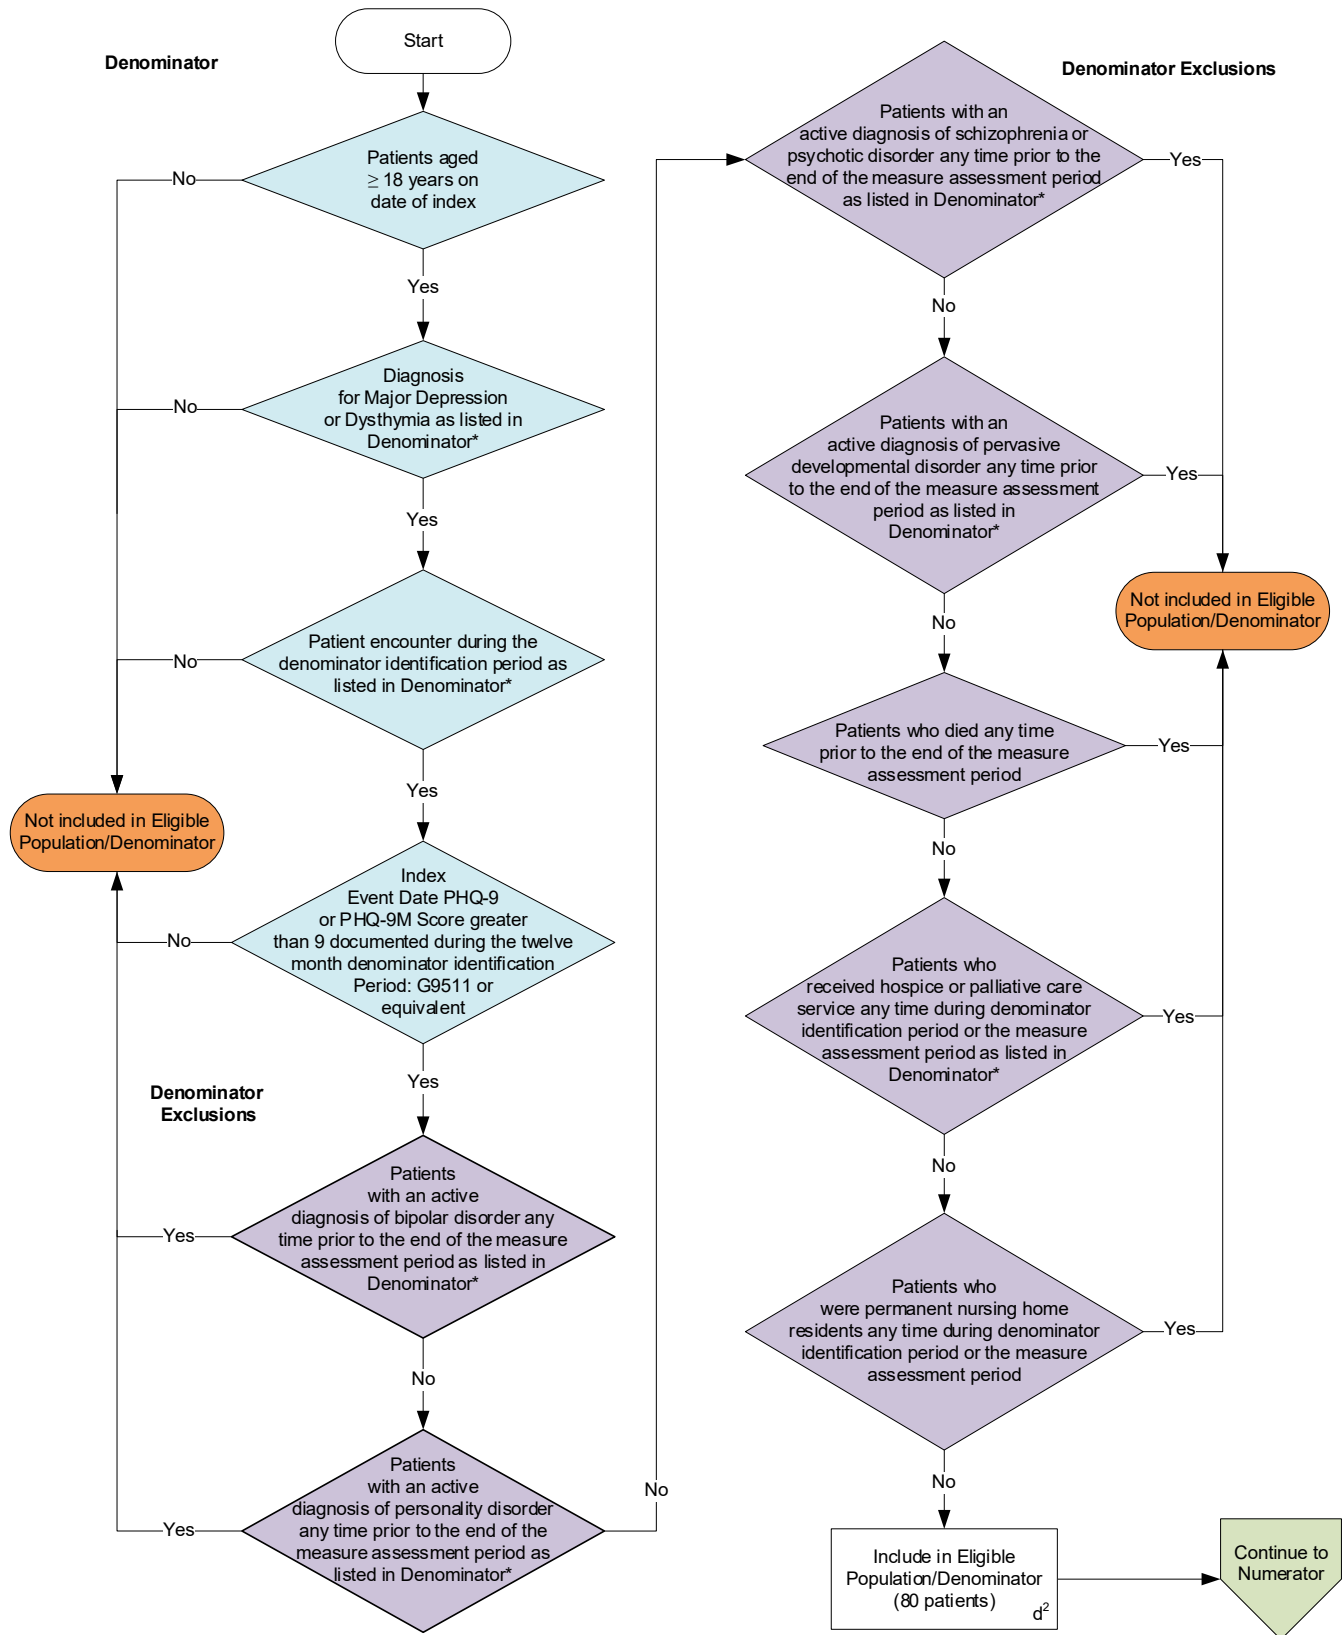 Start
Denominator
Patients aged
≥ 18 years on
date of index
No
Yes
Diagnosis
for Major Depression
or Dysthymia as listed in
Denominator*
No
Yes
Patient encounter during the
denominator identification period as
listed in Denominator*
No
Yes
Not included in Eligible
Population/Denominator
Index
Event Date PHQ-9
or PHQ-9M Score greater
than 9 documented during the twelve
month denominator identification
Period: G9511 or
equivalent
No
Yes
Denominator
Exclusions
Patients
with an active
diagnosis of bipolar disorder any
time prior to the end of the measure
assessment period as listed in
Denominator*
Yes
No
Patients
with an active
diagnosis of personality disorder
any time prior to the end of the
measure assessment period as
listed in Denominator*
Yes
No
Denominator Exclusions
Patients with an
active diagnosis of schizophrenia or
psychotic disorder any time prior to the
end of the measure assessment period
as listed in Denominator*
Yes
No
Patients with an
active diagnosis of pervasive
developmental disorder any time prior
to the end of the measure assessment
period as listed in
Denominator*
Yes
No
Not included in Eligible
Population/Denominator
Patients who died any time
prior to the end of the measure
assessment period
Yes
No
Patients who
received hospice or palliative care
service any time during denominator
identification period or the measure
assessment period as listed in
Denominator*
Yes
No
Patients who
were permanent nursing home
residents any time during denominator
identification period or the measure
assessment period
Yes
No
Include in Eligible
Population/Denominator
(80 patients)
d²
Continue to
Numerator